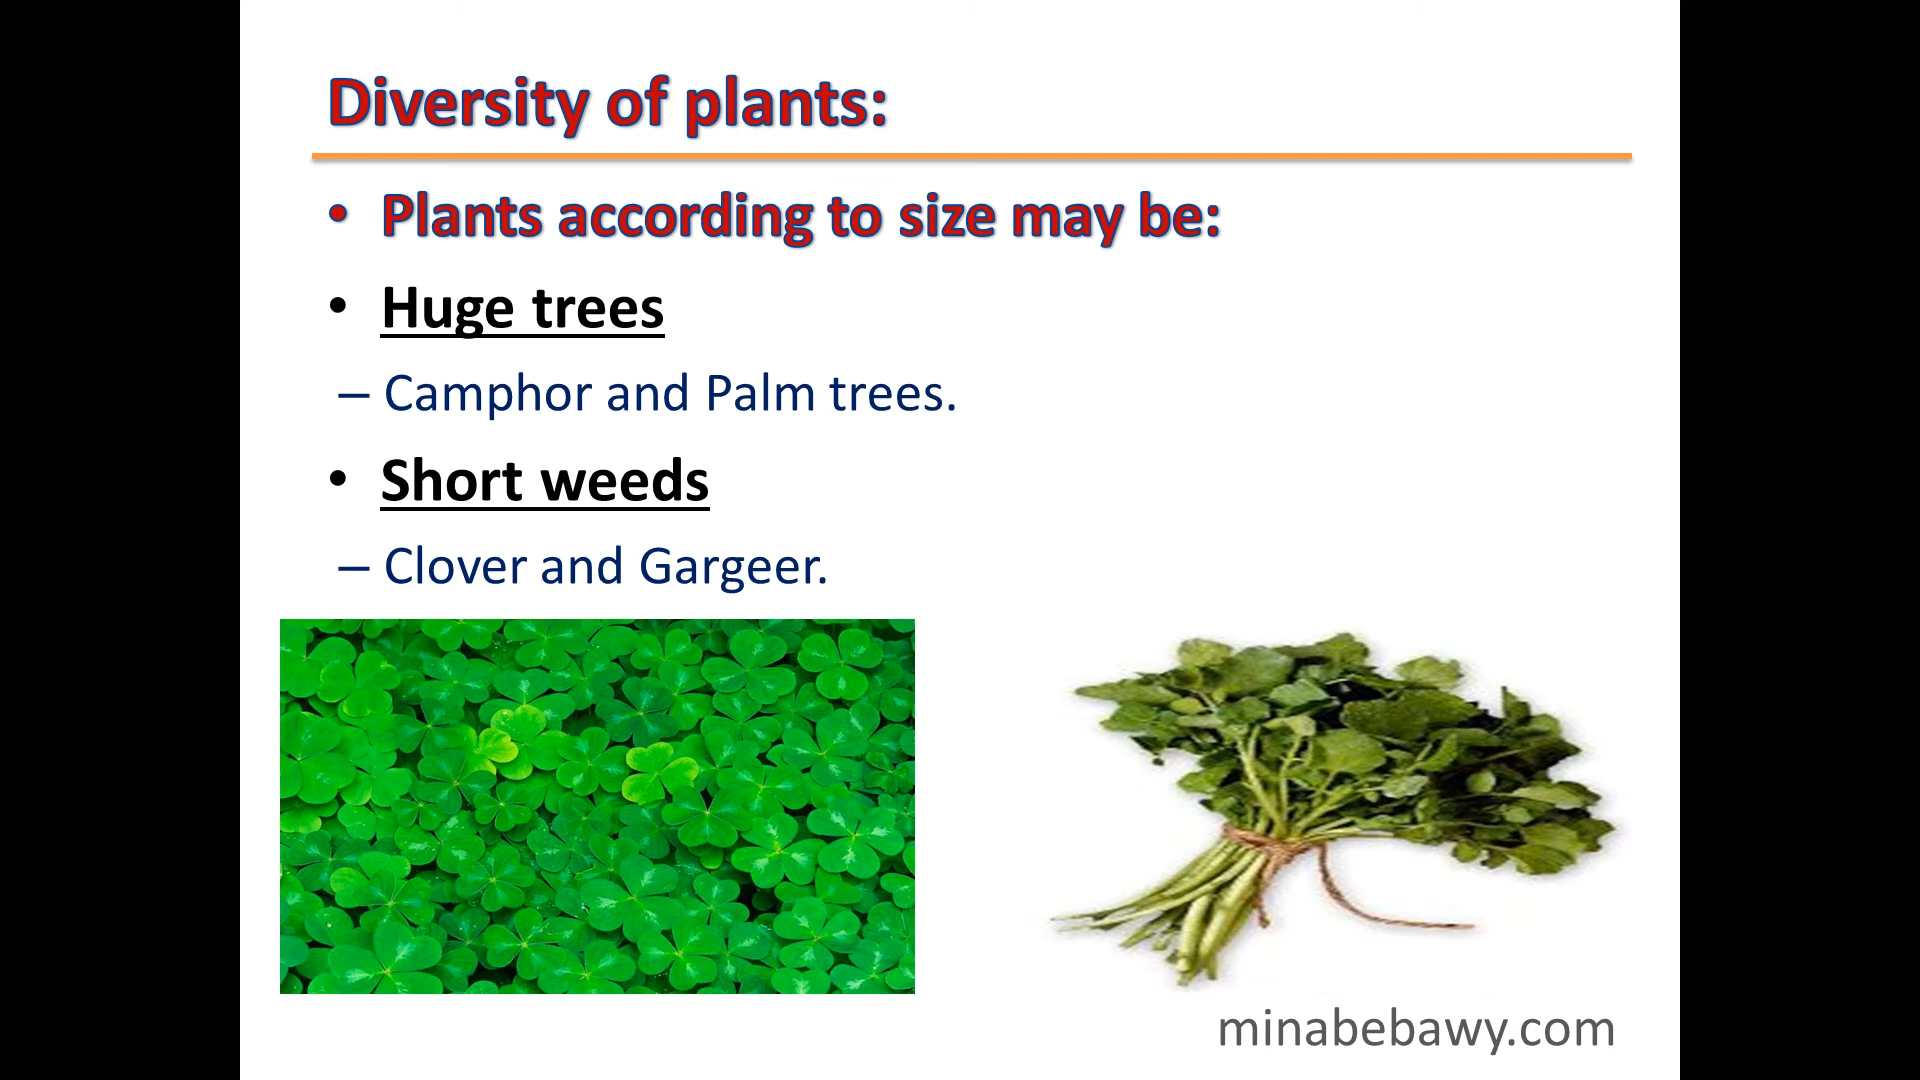 Diversity of plants:
• Plants according to size may be:
• Huge trees
– Camphor and Palm trees.
• Short weeds
– Clover and Gargeer.
minabebawy.com